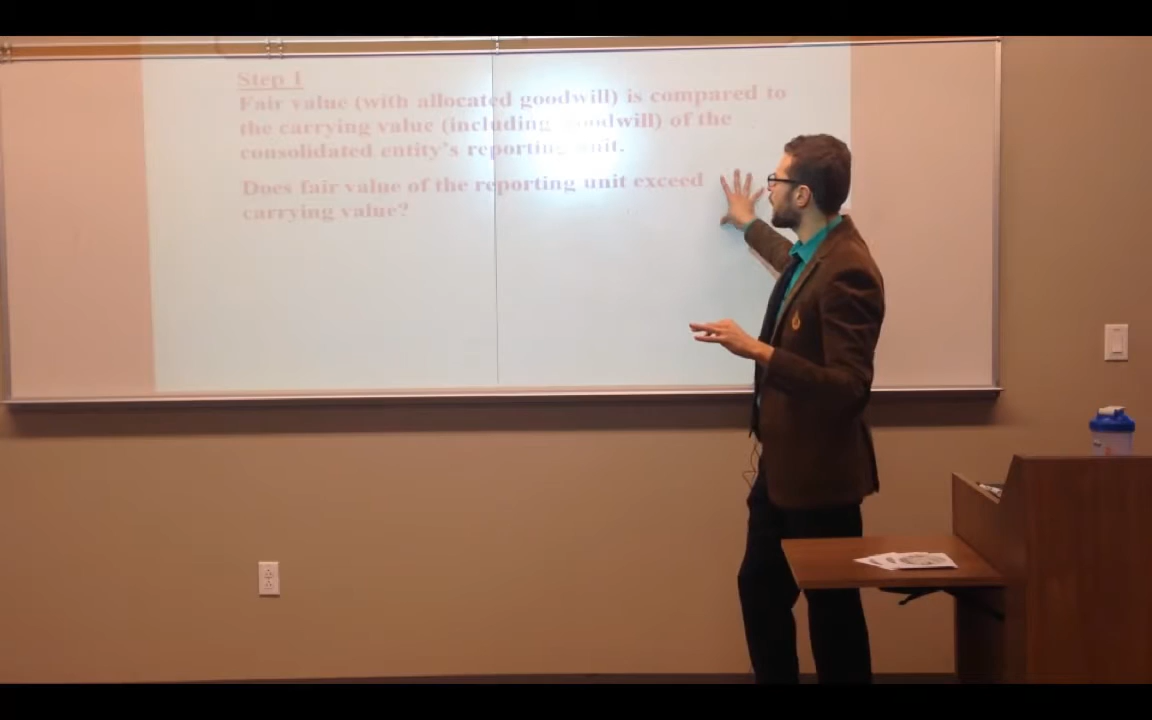 Step 1
Fair value (with allocated goodwill) is compared to
the carrying value (including goodwill) of the
consolidated entity's reporting unit.
Does fair value of the reporting unit exceed
carrying value?